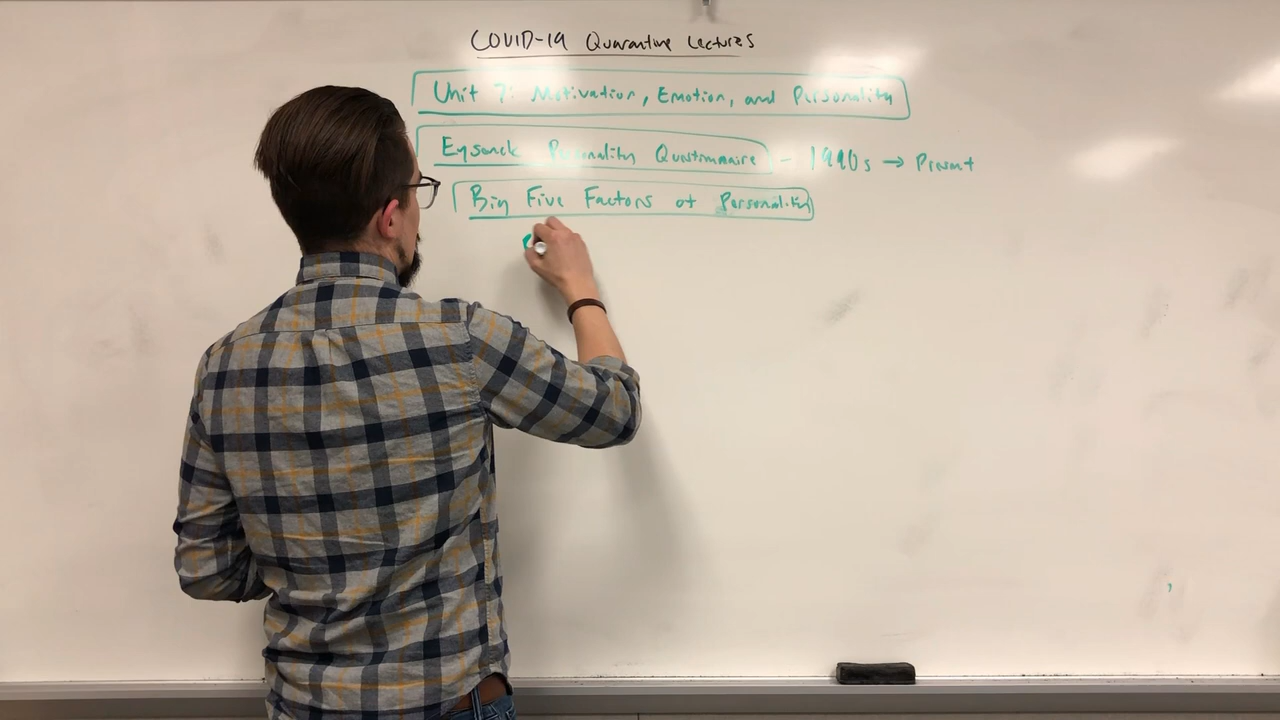 COVID-19 Quarantine Lectures
Unit 7: Motivation, Emotion, and Personality
Eysenck Personality Questionnaire - 1990s → Present
Big Five Factors of Personality